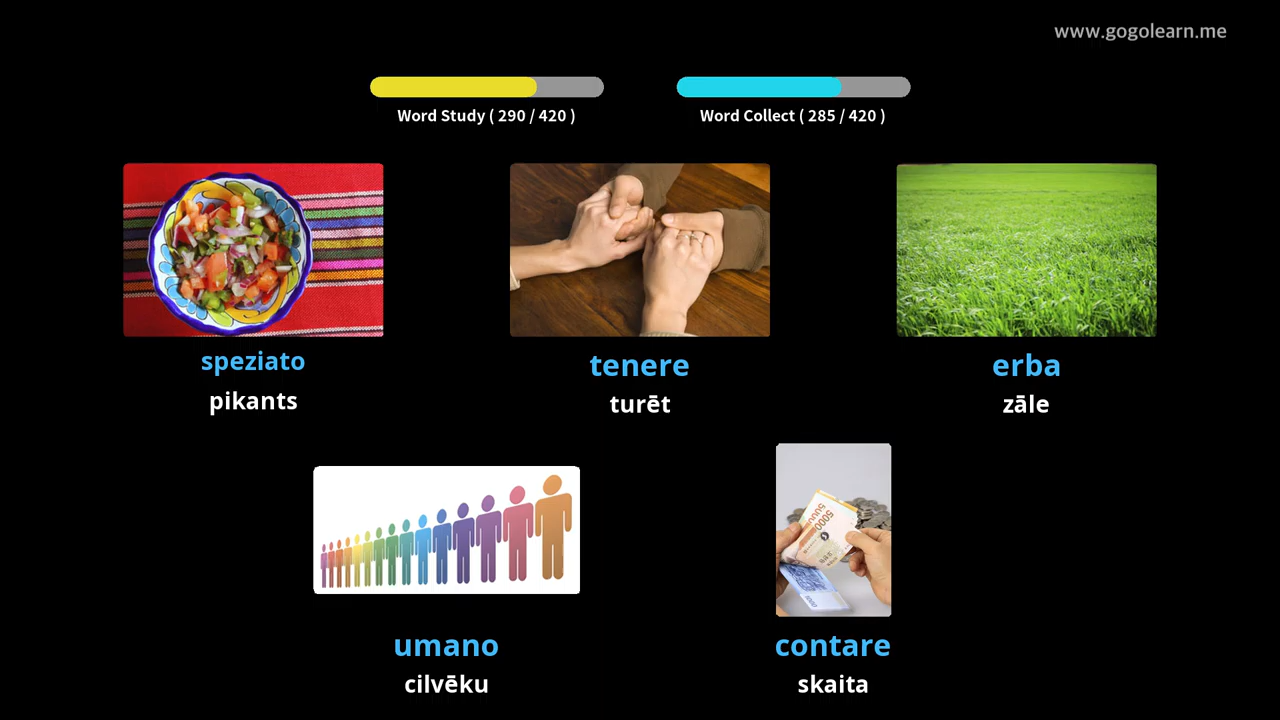 www.gogolearn.me
Word Study ( 290 / 420 )
Word Collect ( 285 / 420 )
speziato
pikants
tenere
turēt
erba
zāle
umano
cilvēku
contare
skaita